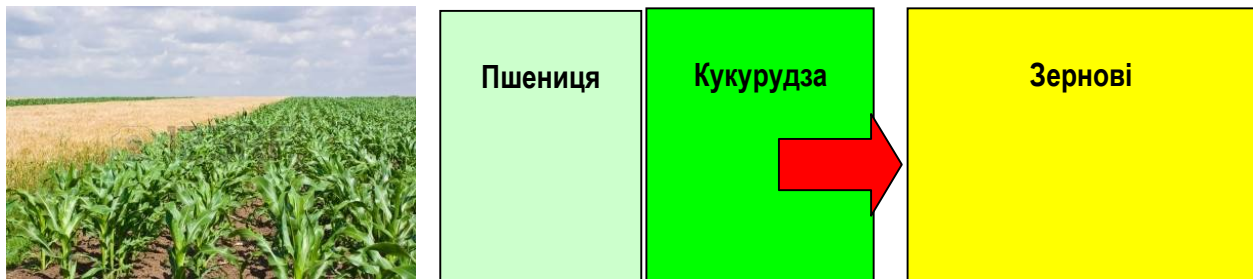 Пшениця
Кукурудза
Зернові